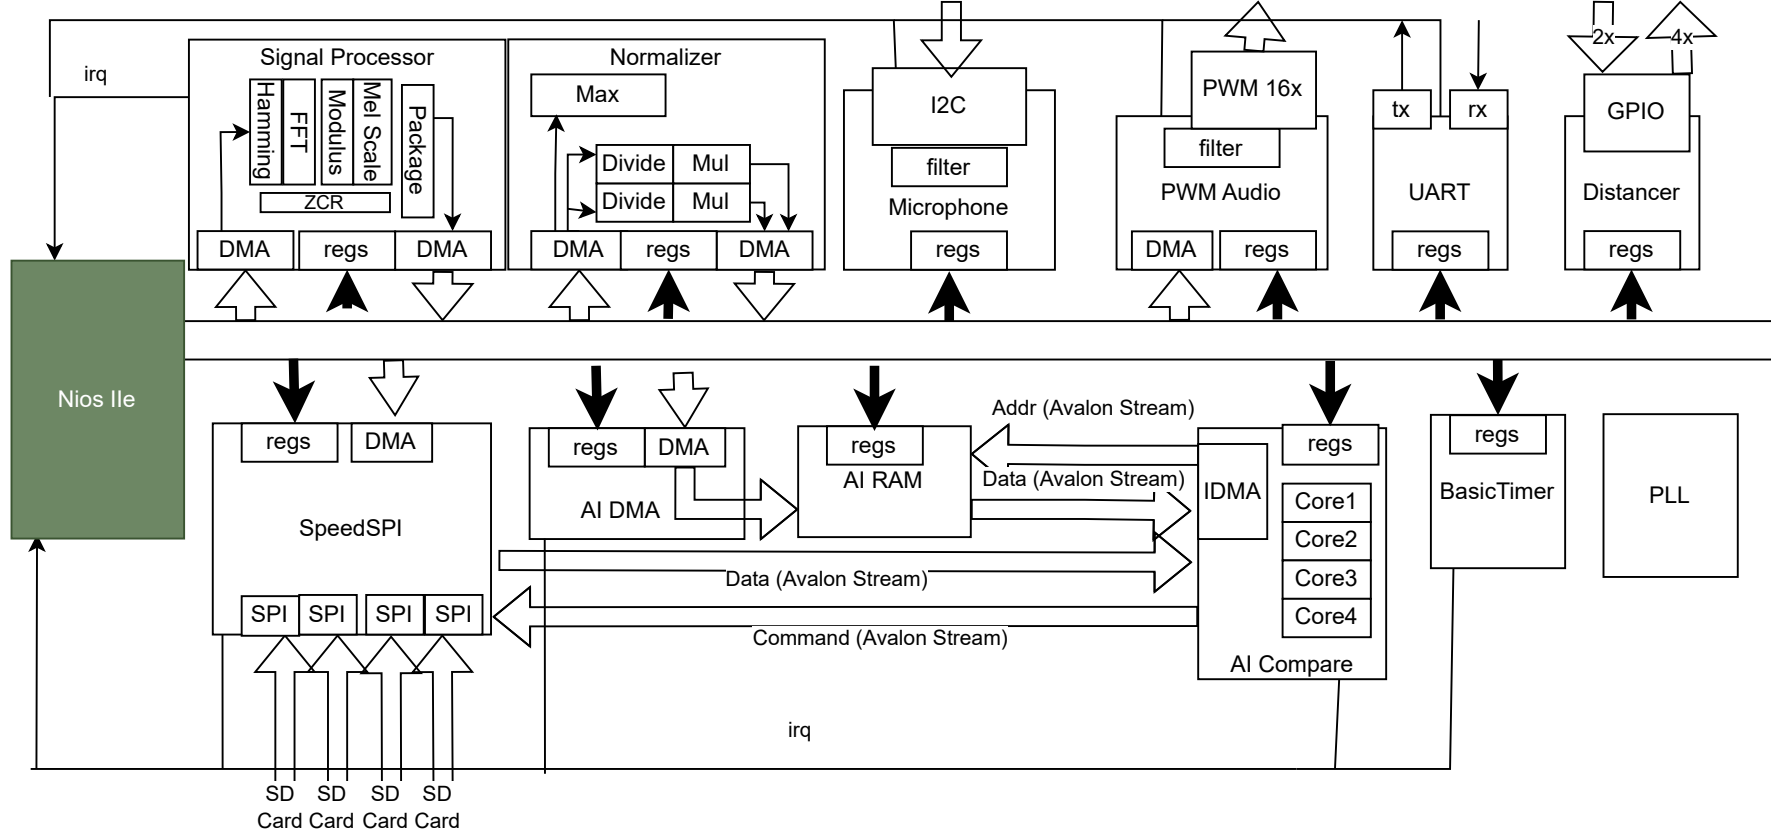 irq
Signal Processor
Hamming
FFT
Modulus
Mel Scale
Package
ZCR
DMA
regs
DMA
Normalizer
Max
Divide
Mul
Divide
Mul
DMA
regs
DMA
I2C
filter
Microphone
regs
PWM 16x
filter
PWM Audio
DMA
regs
tx
rx
UART
regs
2x
4x
GPIO
Distancer
regs
Nios IIe
regs
DMA
SpeedSPI
SPI
SPI
SPI
SPI
SD
Card
SD
Card
SD
Card
SD
Card
regs
DMA
AI DMA
regs
AI RAM
Addr (Avalon Stream)
Data (Avalon Stream)
Data (Avalon Stream)
Command (Avalon Stream)
regs
IDMA
Core1
Core2
Core3
Core4
AI Compare
regs
BasicTimer
PLL
irq